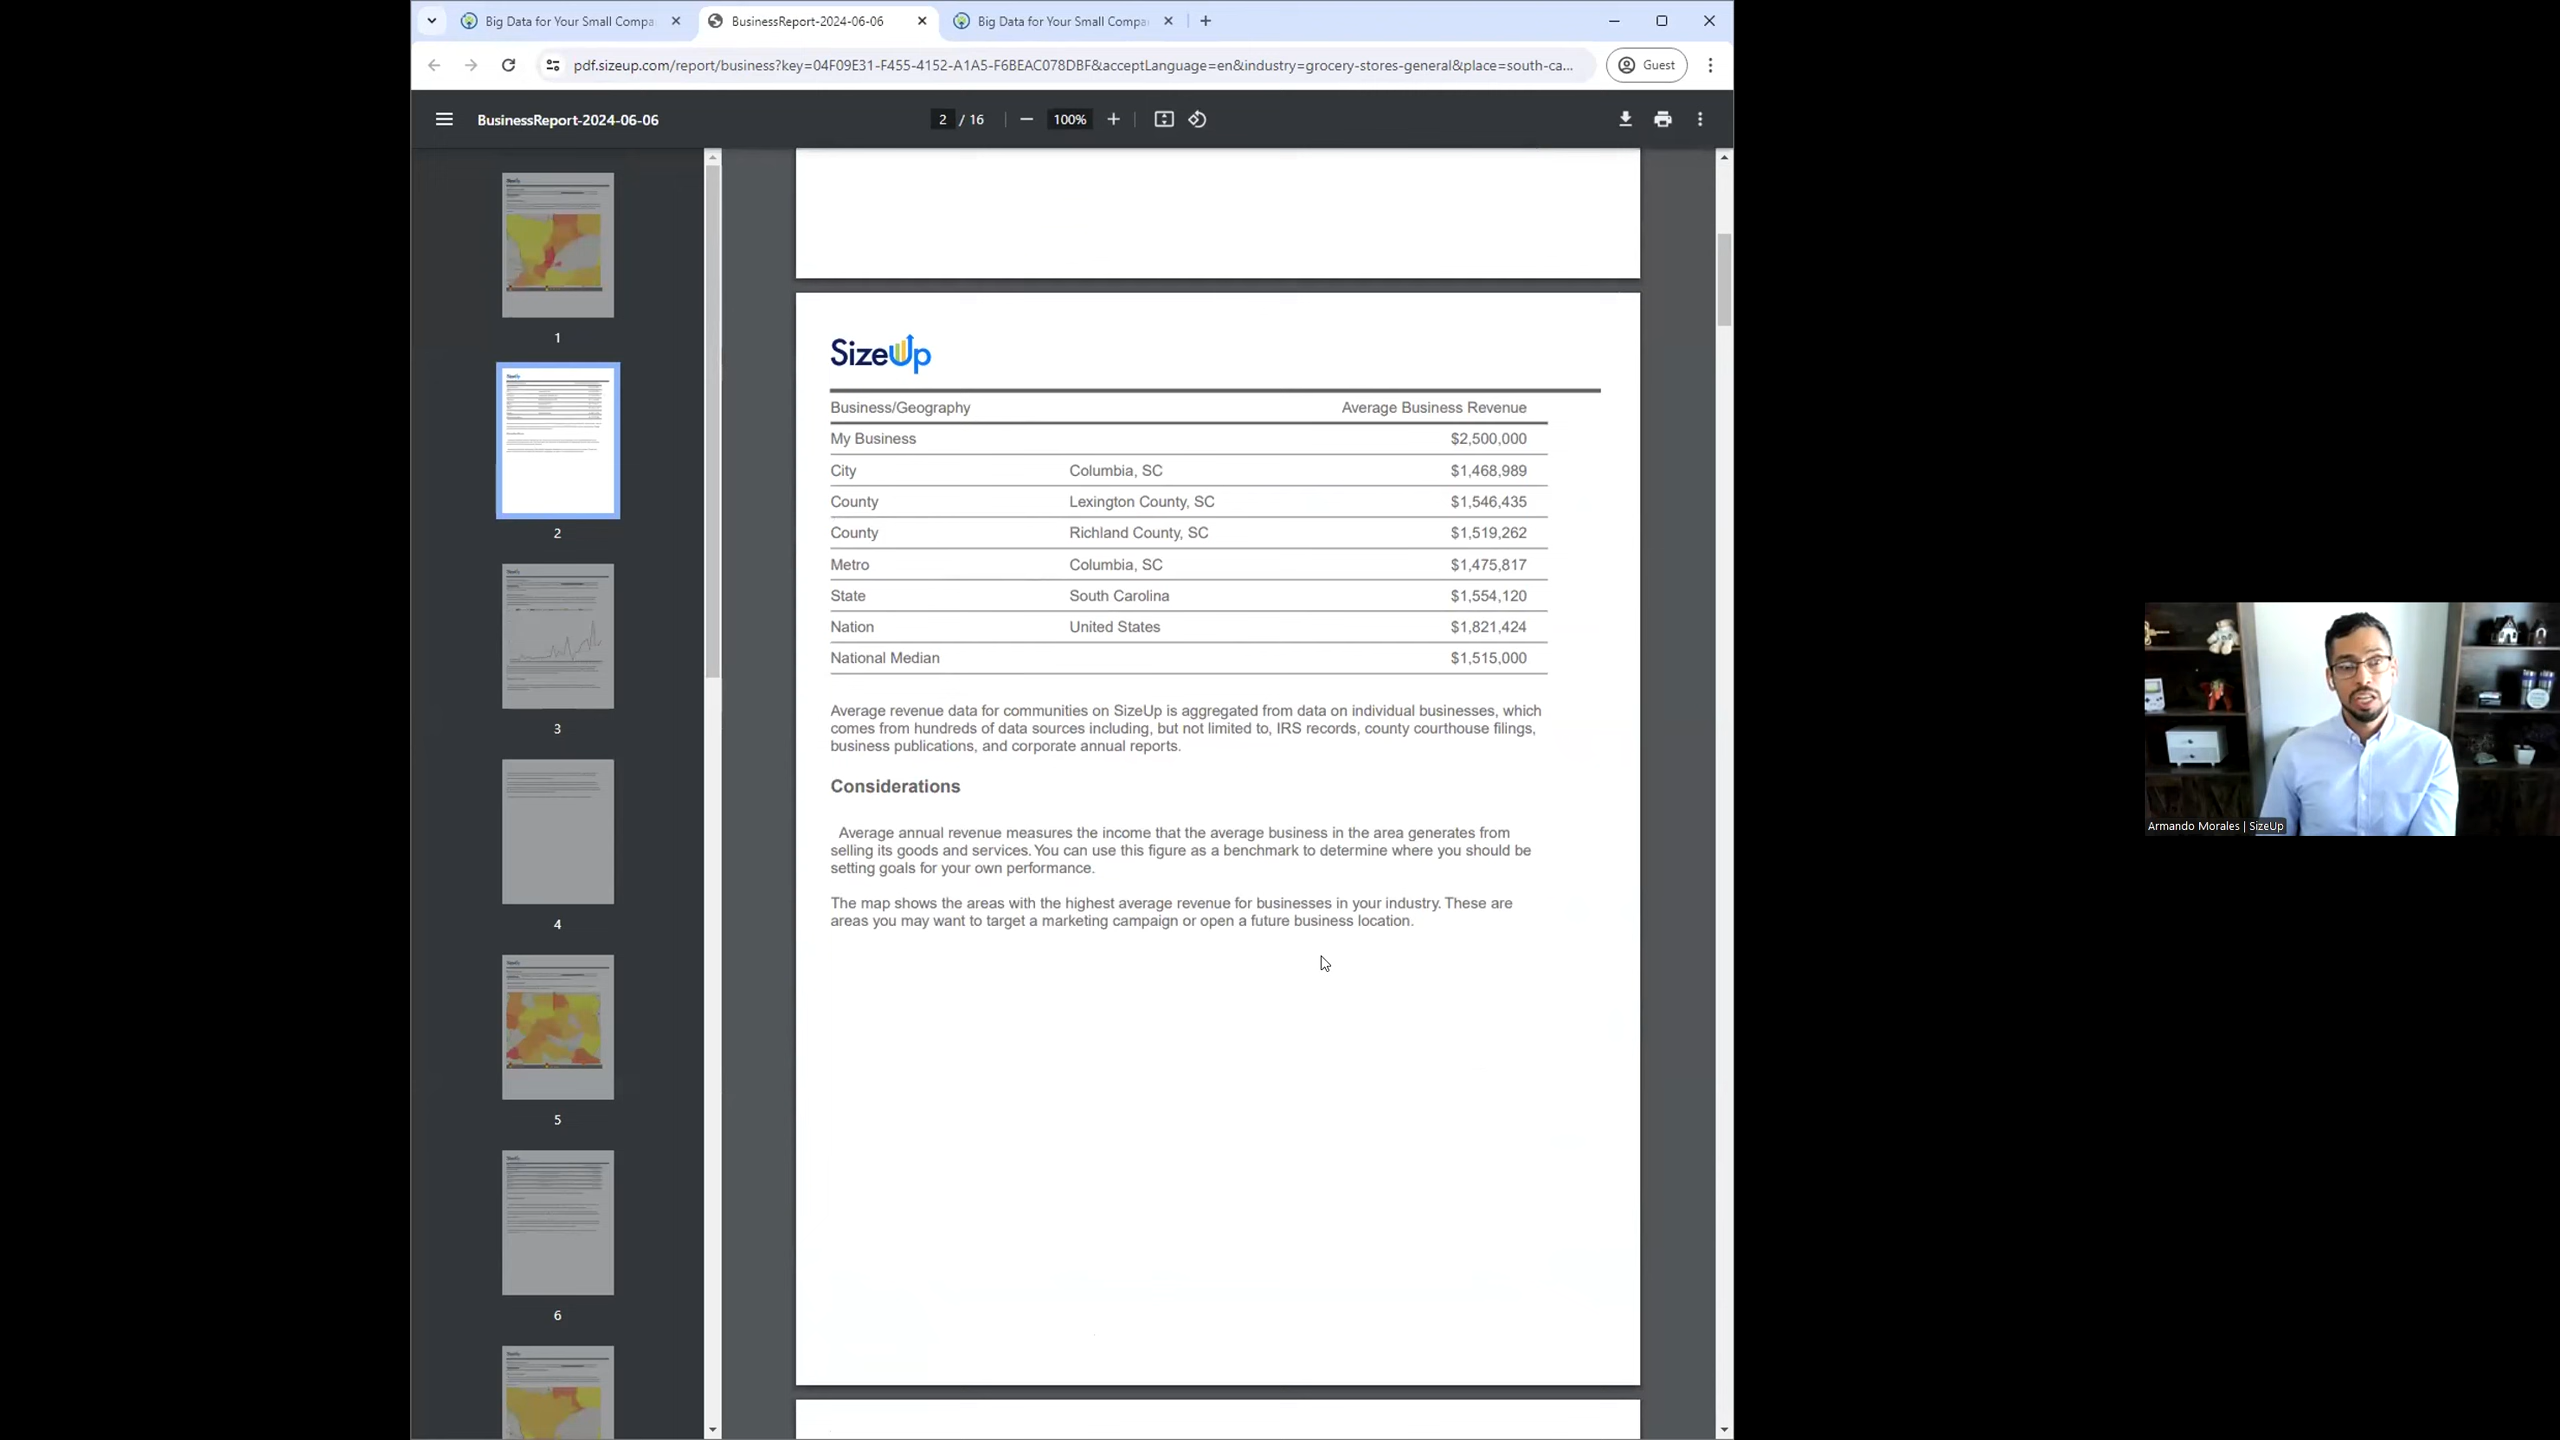 Big Data for Your Small Compa
BusinessReport-2024-06-06
Big Data for Your Small Compa
pdf.sizeup.com/report/business?key=04F09E31-F455-4152-A1A5-F6BEAC078DBF&acceptLanguage=en&industry=grocery-stores-general&place=south-ca...
Guest
BusinessReport-2024-06-06
2 / 16
100%
1
2
3
4
5
6
SizeUp
Business/Geography Average Business Revenue
My Business $2,500,000
City Columbia, SC $1,468,989
County Lexington County, SC $1,546,435
County Richland County, SC $1,519,262
Metro Columbia, SC $1,475,817
State South Carolina $1,554,120
Nation United States $1,821,424
National Median $1,515,000
Average revenue data for communities on SizeUp is aggregated from data on individual businesses, which
comes from hundreds of data sources including, but not limited to, IRS records, county courthouse filings,
business publications, and corporate annual reports.
Considerations
Average annual revenue measures the income that the average business in the area generates from
selling its goods and services. You can use this figure as a benchmark to determine where you should be
setting goals for your own performance.
The map shows the areas with the highest average revenue for businesses in your industry. These are
areas you may want to target a marketing campaign or open a future business location.
Armando Morales | SizeUp